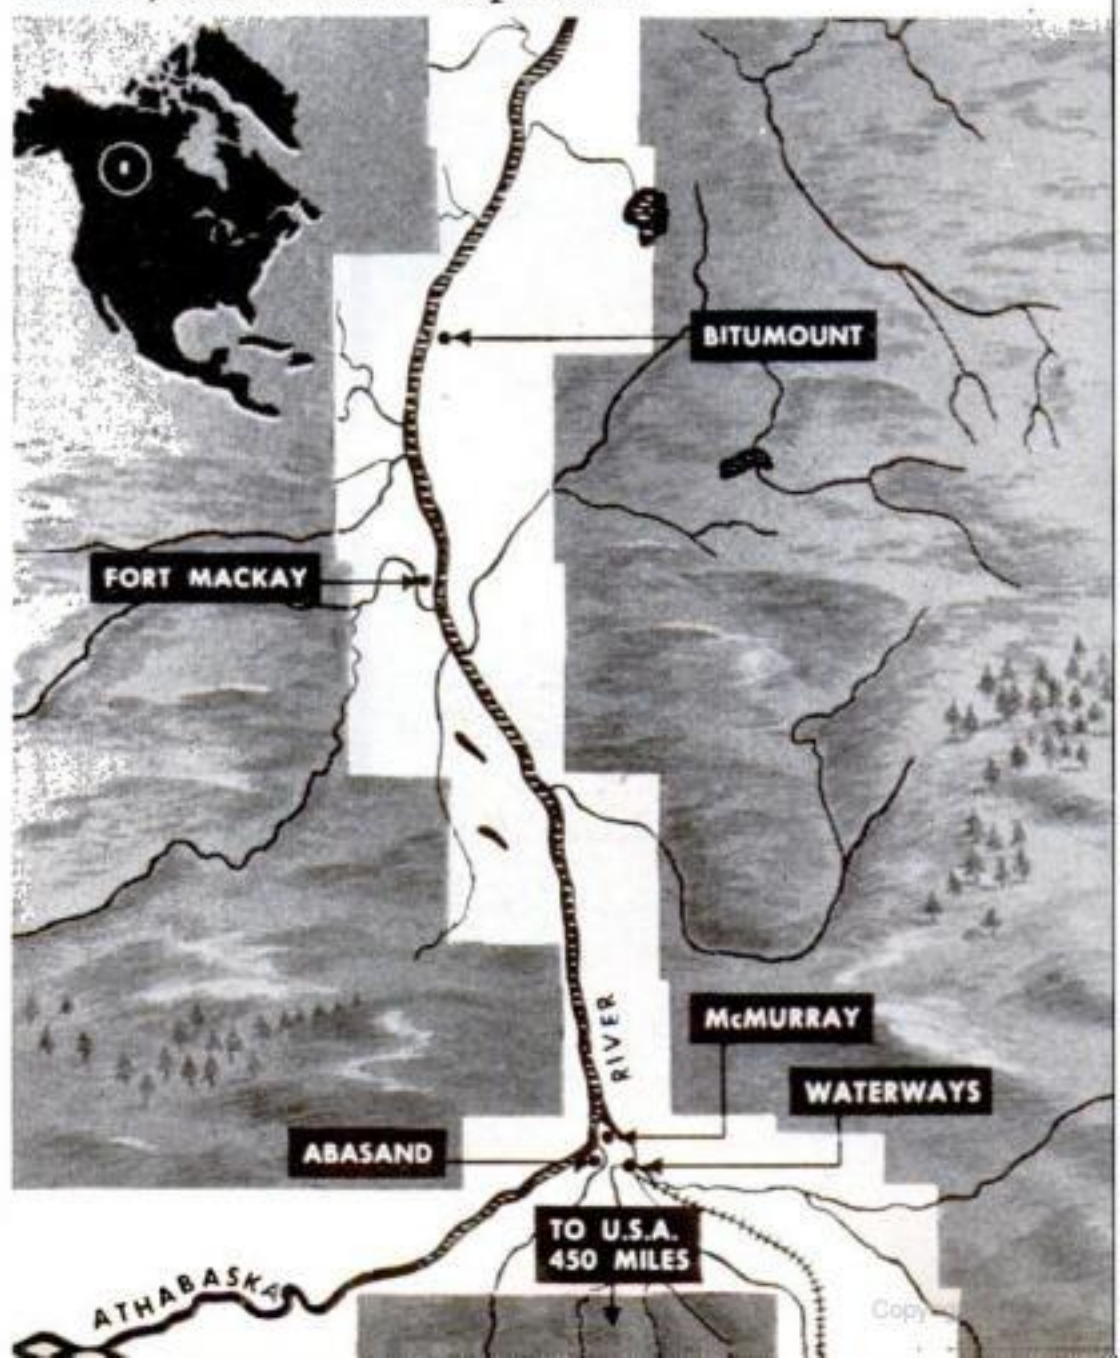 BITUMOUNT
FORT MACKAY
RIVER
McMURRAY
WATERWAYS
ABASAND
TO U.S.A.
450 MILES
ATHABASKA